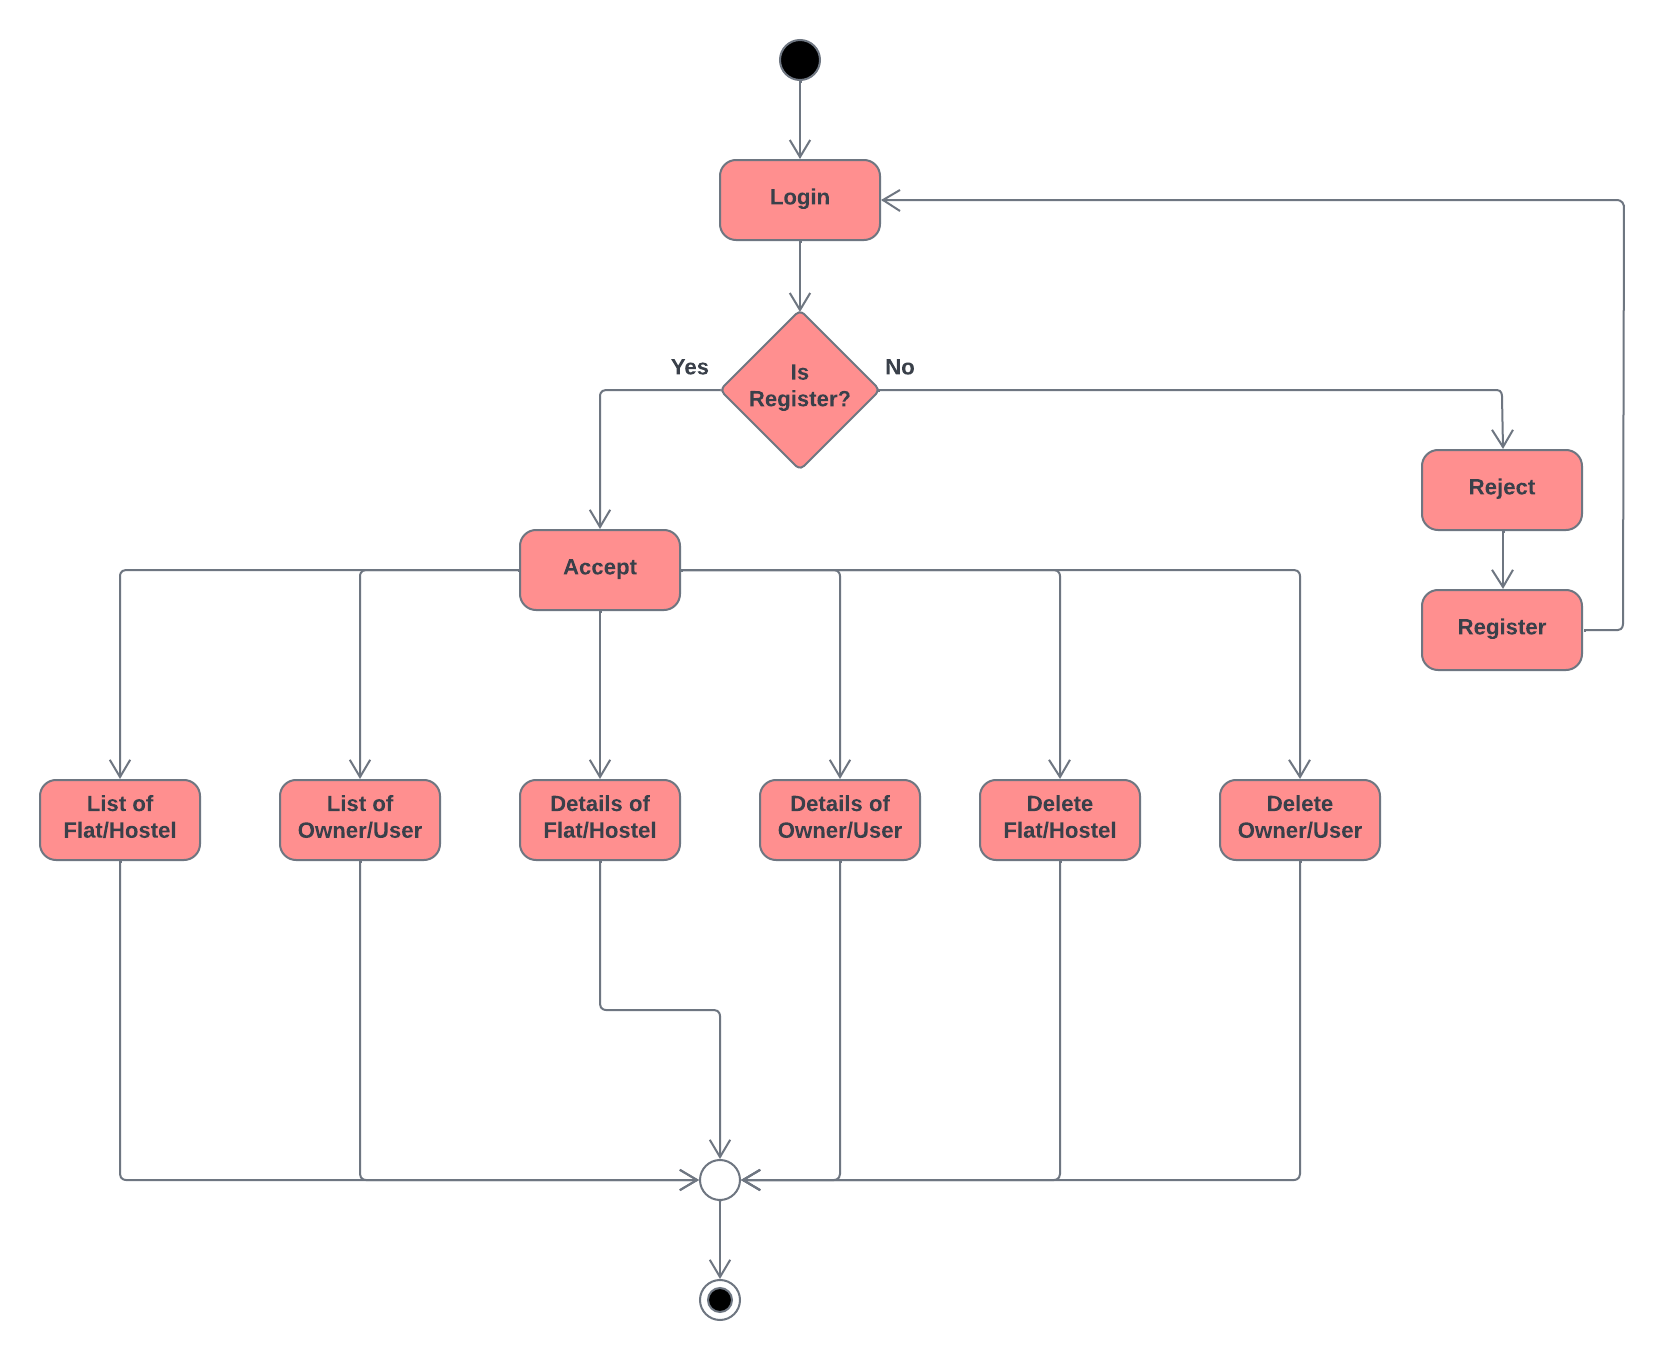 Login
Yes
Is
Register?
No
Reject
Accept
Register
List of
Flat/Hostel
List of
Owner/User
Details of
Flat/Hostel
Details of
Owner/User
Delete
Flat/Hostel
Delete
Owner/User